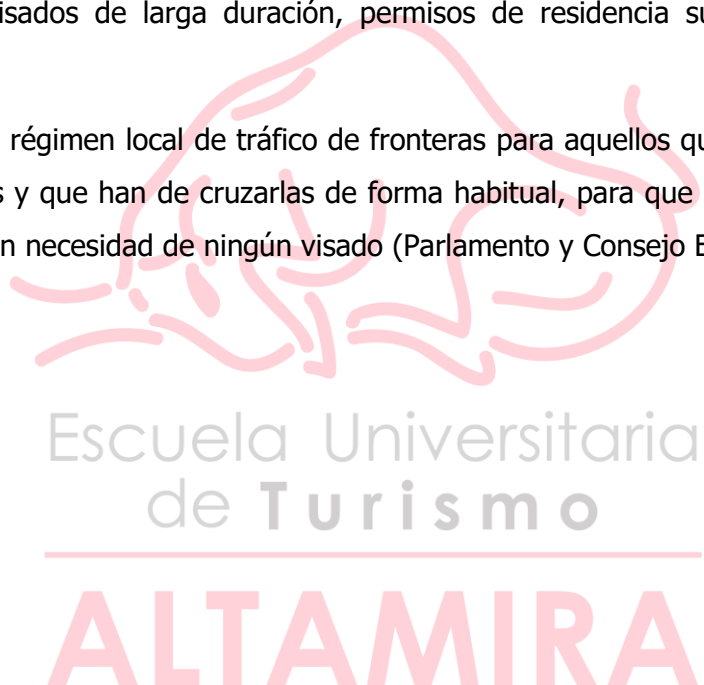 isados de larga duración, permisos de residencia su
régimen local de tráfico de fronteras para aquellos qu
s y que han de cruzarlas de forma habitual, para que
n necesidad de ningún visado (Parlamento y Consejo E
Escuela Universitaria
de Turismo
ALTAMIRA